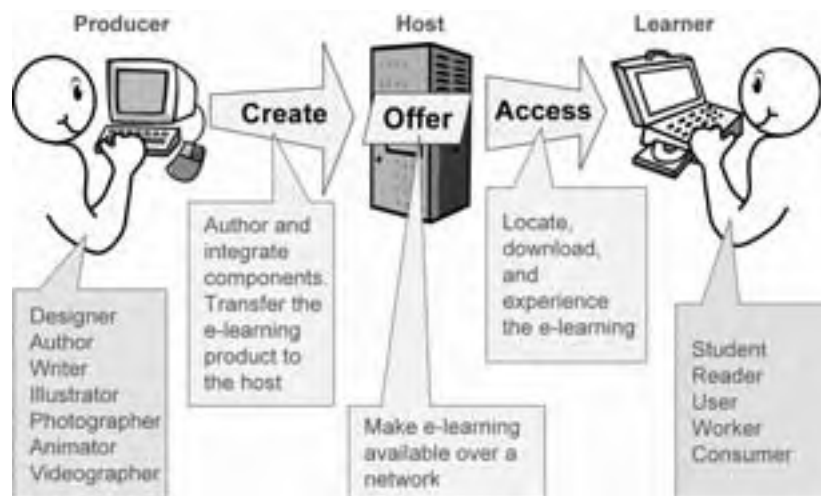 Producer
Host
Learner
Create
Offer
Access
Author and
integrate
components.
Transfer the
e-learning
product to
the host
Locate,
download,
and
experience
the e-learning
Designer
Author
Writer
Illustrator
Photographer
Animator
Videographer
Make e-learning
available over a
network
Student
Reader
User
Worker
Consumer